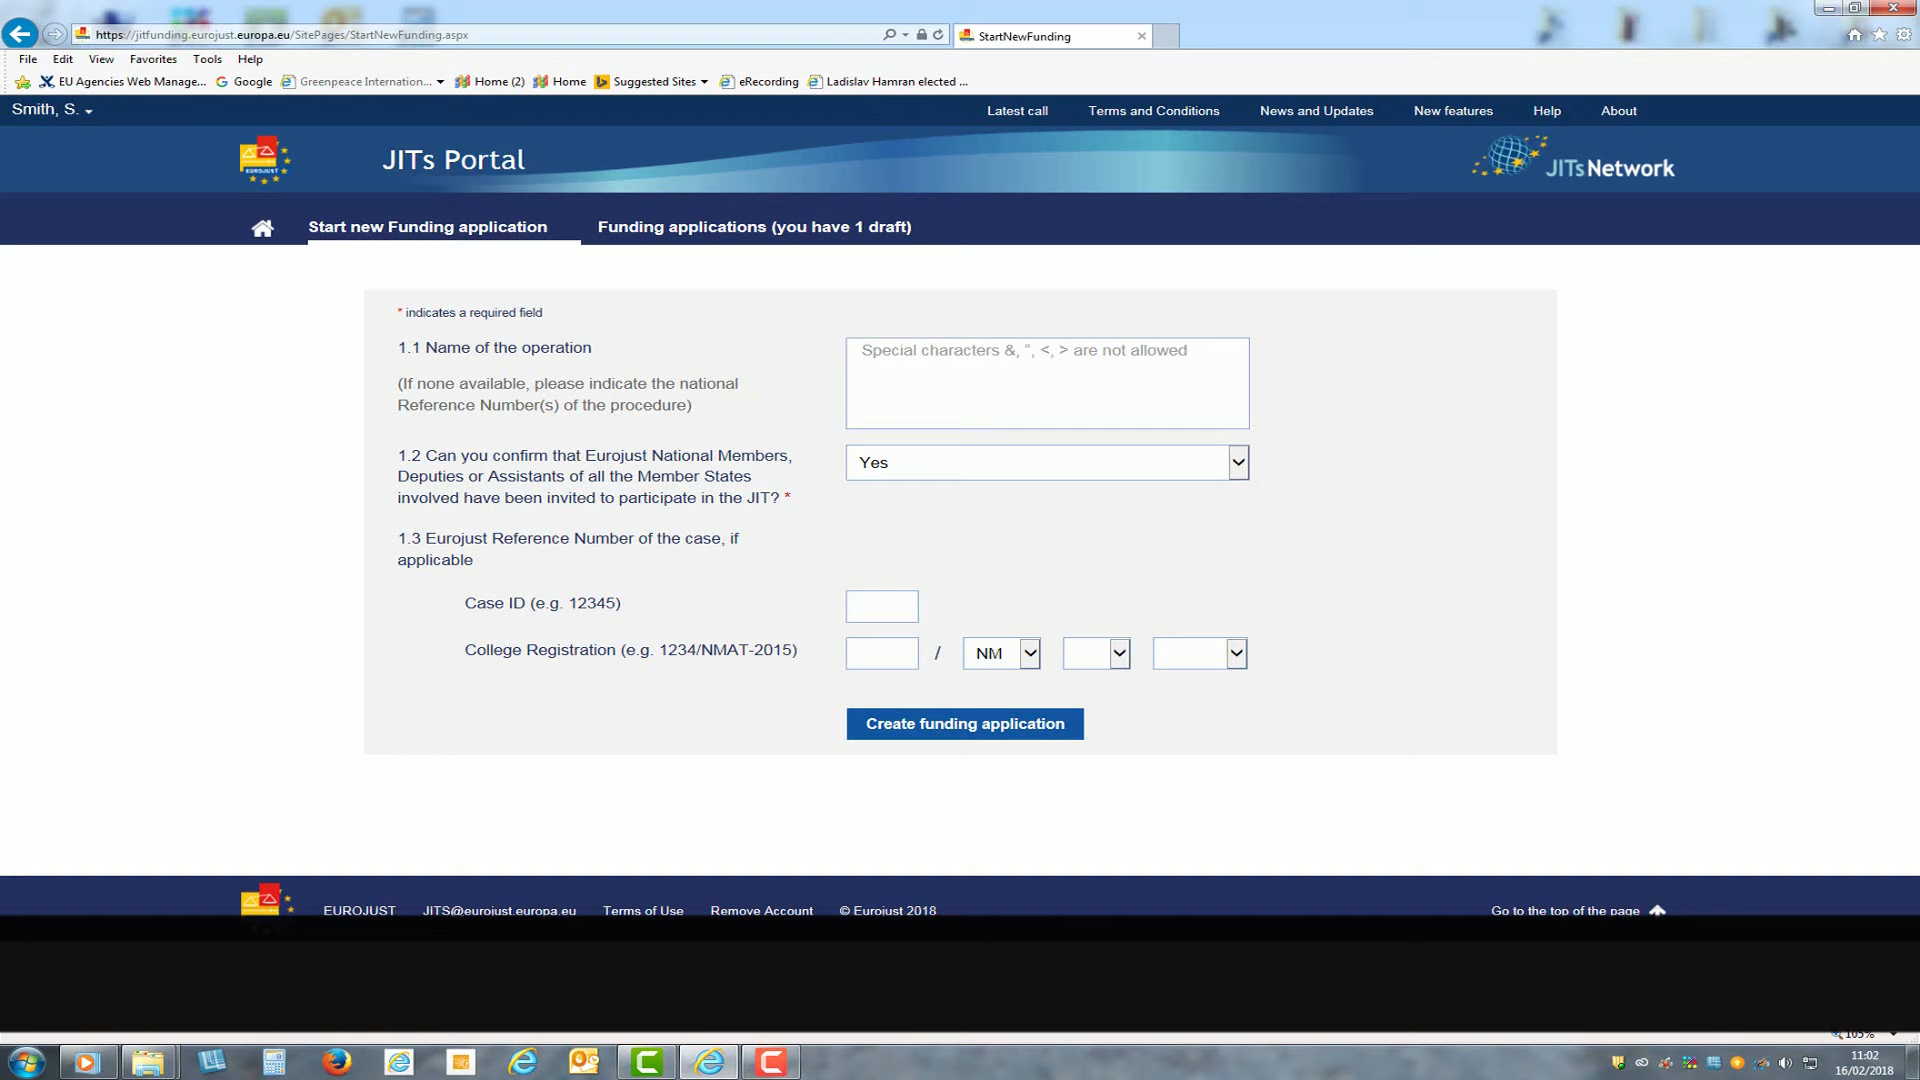 https://jitfunding.eurojust.europa.eu/SitePages/StartNewFunding.aspx
StartNewFunding
File Edit View Favorites Tools Help
EU Agencies Web Manage... Google Greenpeace Internation... Home (2) Home Suggested Sites eRecording Ladislav Hamran elected ...
Smith, S. Latest call Terms and Conditions News and Updates New features Help About
EUROJUST JITs Portal JITsNetwork
Start new Funding application Funding applications (you have 1 draft)
* indicates a required field
1.1 Name of the operation
Special characters &, “, <, > are not allowed
(If none available, please indicate the national
Reference Number(s) of the procedure)
1.2 Can you confirm that Eurojust National Members,
Deputies or Assistants of all the Member States
involved have been invited to participate in the JIT? *
Yes
1.3 Eurojust Reference Number of the case, if
applicable
Case ID (e.g. 12345)
College Registration (e.g. 1234/NMAT-2015) / NM
Create funding application
EUROJUST JITS@eurojust.europa.eu Terms of Use Remove Account © Eurojust 2018 Go to the top of the page
105%
11:02
16/02/2018